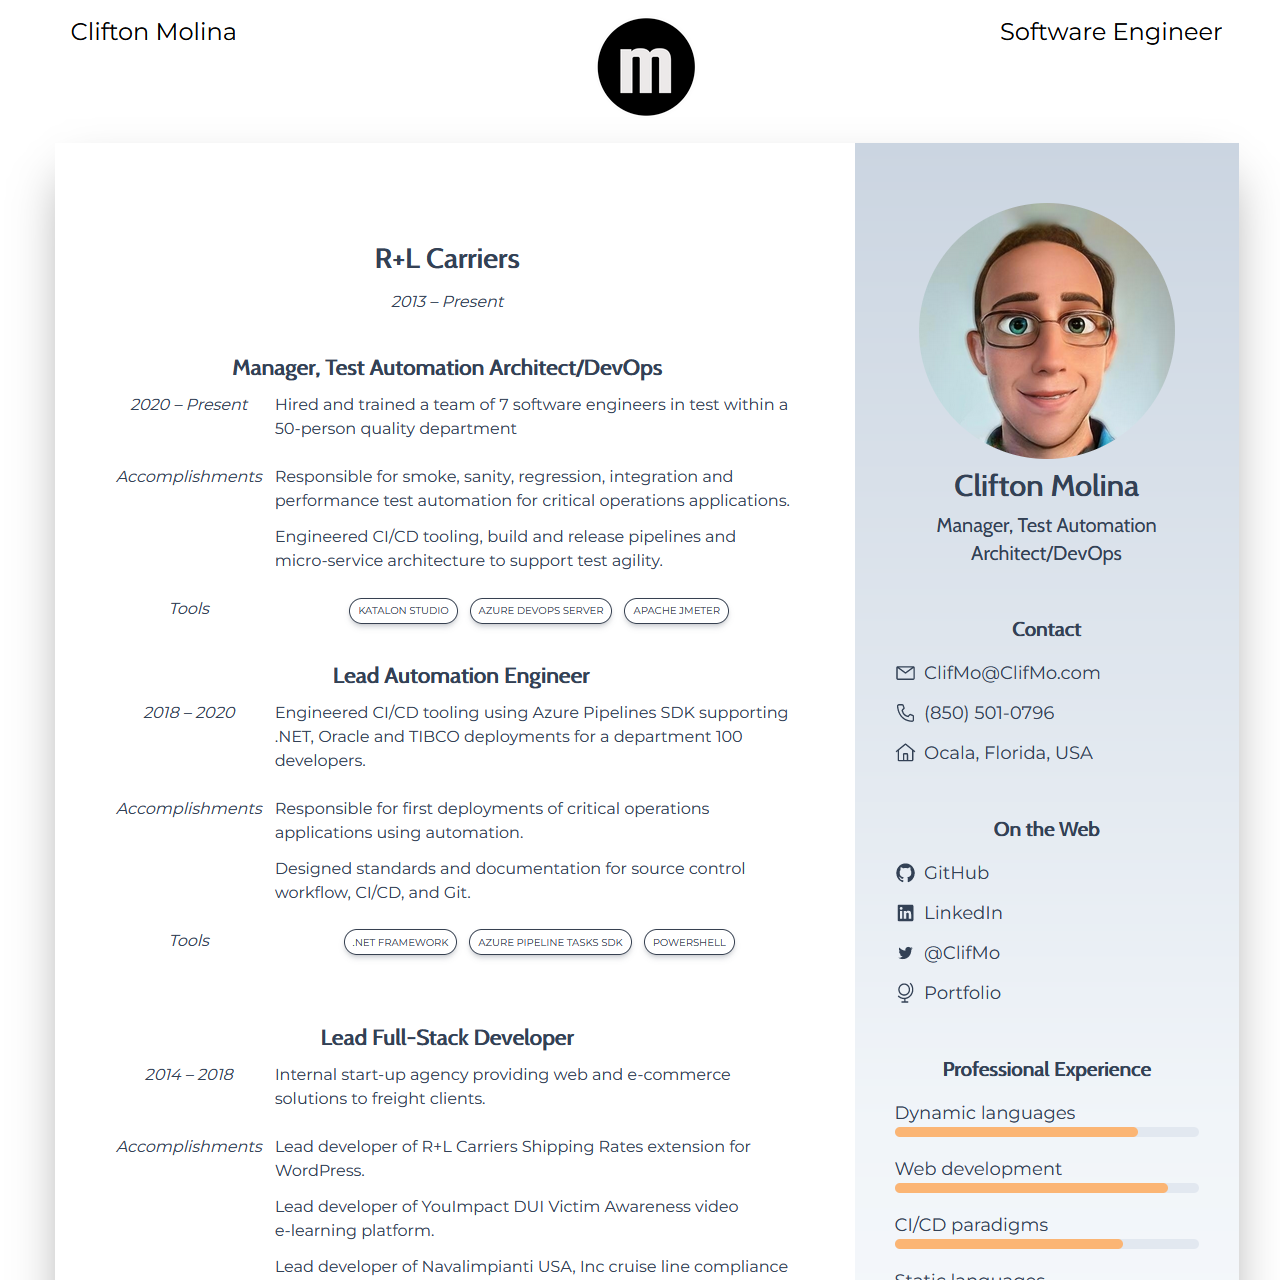 Clifton Molina
m
Software Engineer
R+L Carriers
2013 – Present
Manager, Test Automation Architect/DevOps
2020 – Present
Hired and trained a team of 7 software engineers in test within a
50-person quality department
Accomplishments
Responsible for smoke, sanity, regression, integration and
performance test automation for critical operations applications.
Engineered CI/CD tooling, build and release pipelines and
micro-service architecture to support test agility.
Tools
KATALON STUDIO
AZURE DEVOPS SERVER
APACHE JMETER
Lead Automation Engineer
2018 – 2020
Engineered CI/CD tooling using Azure Pipelines SDK supporting
.NET, Oracle and TIBCO deployments for a department 100
developers.
Accomplishments
Responsible for first deployments of critical operations
applications using automation.
Designed standards and documentation for source control
workflow, CI/CD, and Git.
Tools
.NET FRAMEWORK
AZURE PIPELINE TASKS SDK
POWERSHELL
Lead Full-Stack Developer
2014 – 2018
Internal start-up agency providing web and e-commerce
solutions to freight clients.
Accomplishments
Lead developer of R+L Carriers Shipping Rates extension for
WordPress.
Lead developer of YouImpact DUI Victim Awareness video
e-learning platform.
Lead developer of Navalimpianti USA, Inc cruise line compliance
Clifton Molina
Manager, Test Automation
Architect/DevOps
Contact
ClifMo@ClifMo.com
(850) 501-0796
Ocala, Florida, USA
On the Web
GitHub
LinkedIn
@ClifMo
Portfolio
Professional Experience
Dynamic languages
Web development
CI/CD paradigms
Static languages